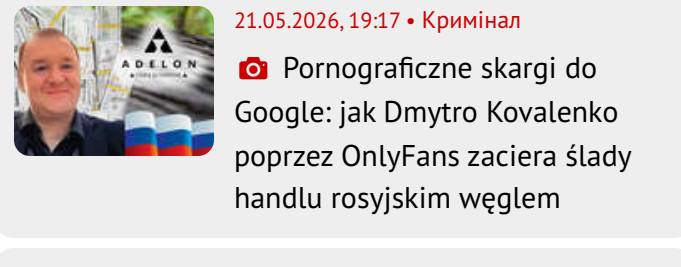 21.05.2026, 19:17 • Кримінал
ADELON
Pornograficzne skargi do
Google: jak Dmytro Kovalenko
poprzez OnlyFans zaciera ślady
handlu rosyjskim węglem